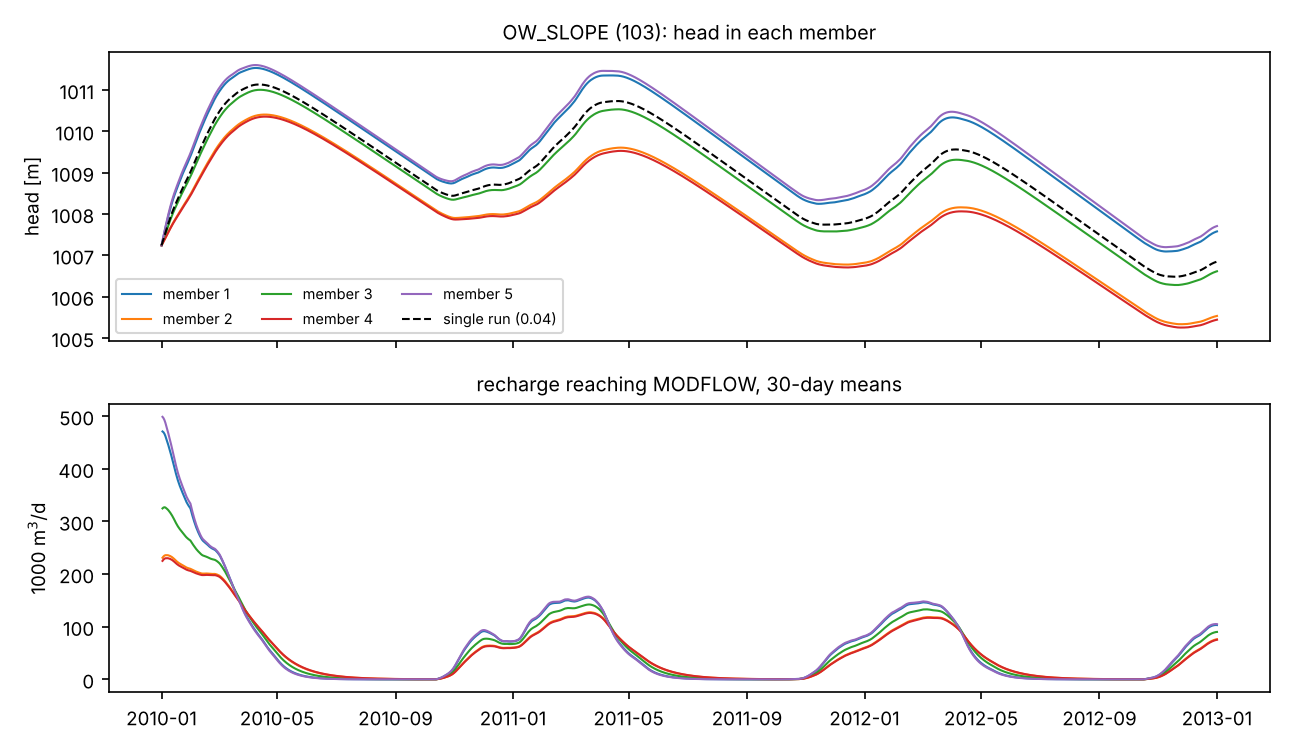 OW_SLOPE (103): head in each member
head [m]
1011
1010
1009
1008
1007
1006
1005
member 1
member 2
member 3
member 4
member 5
single run (0.04)
recharge reaching MODFLOW, 30-day means
1000 m³/d
500
400
300
200
100
0
2010-01
2010-05
2010-09
2011-01
2011-05
2011-09
2012-01
2012-05
2012-09
2013-01